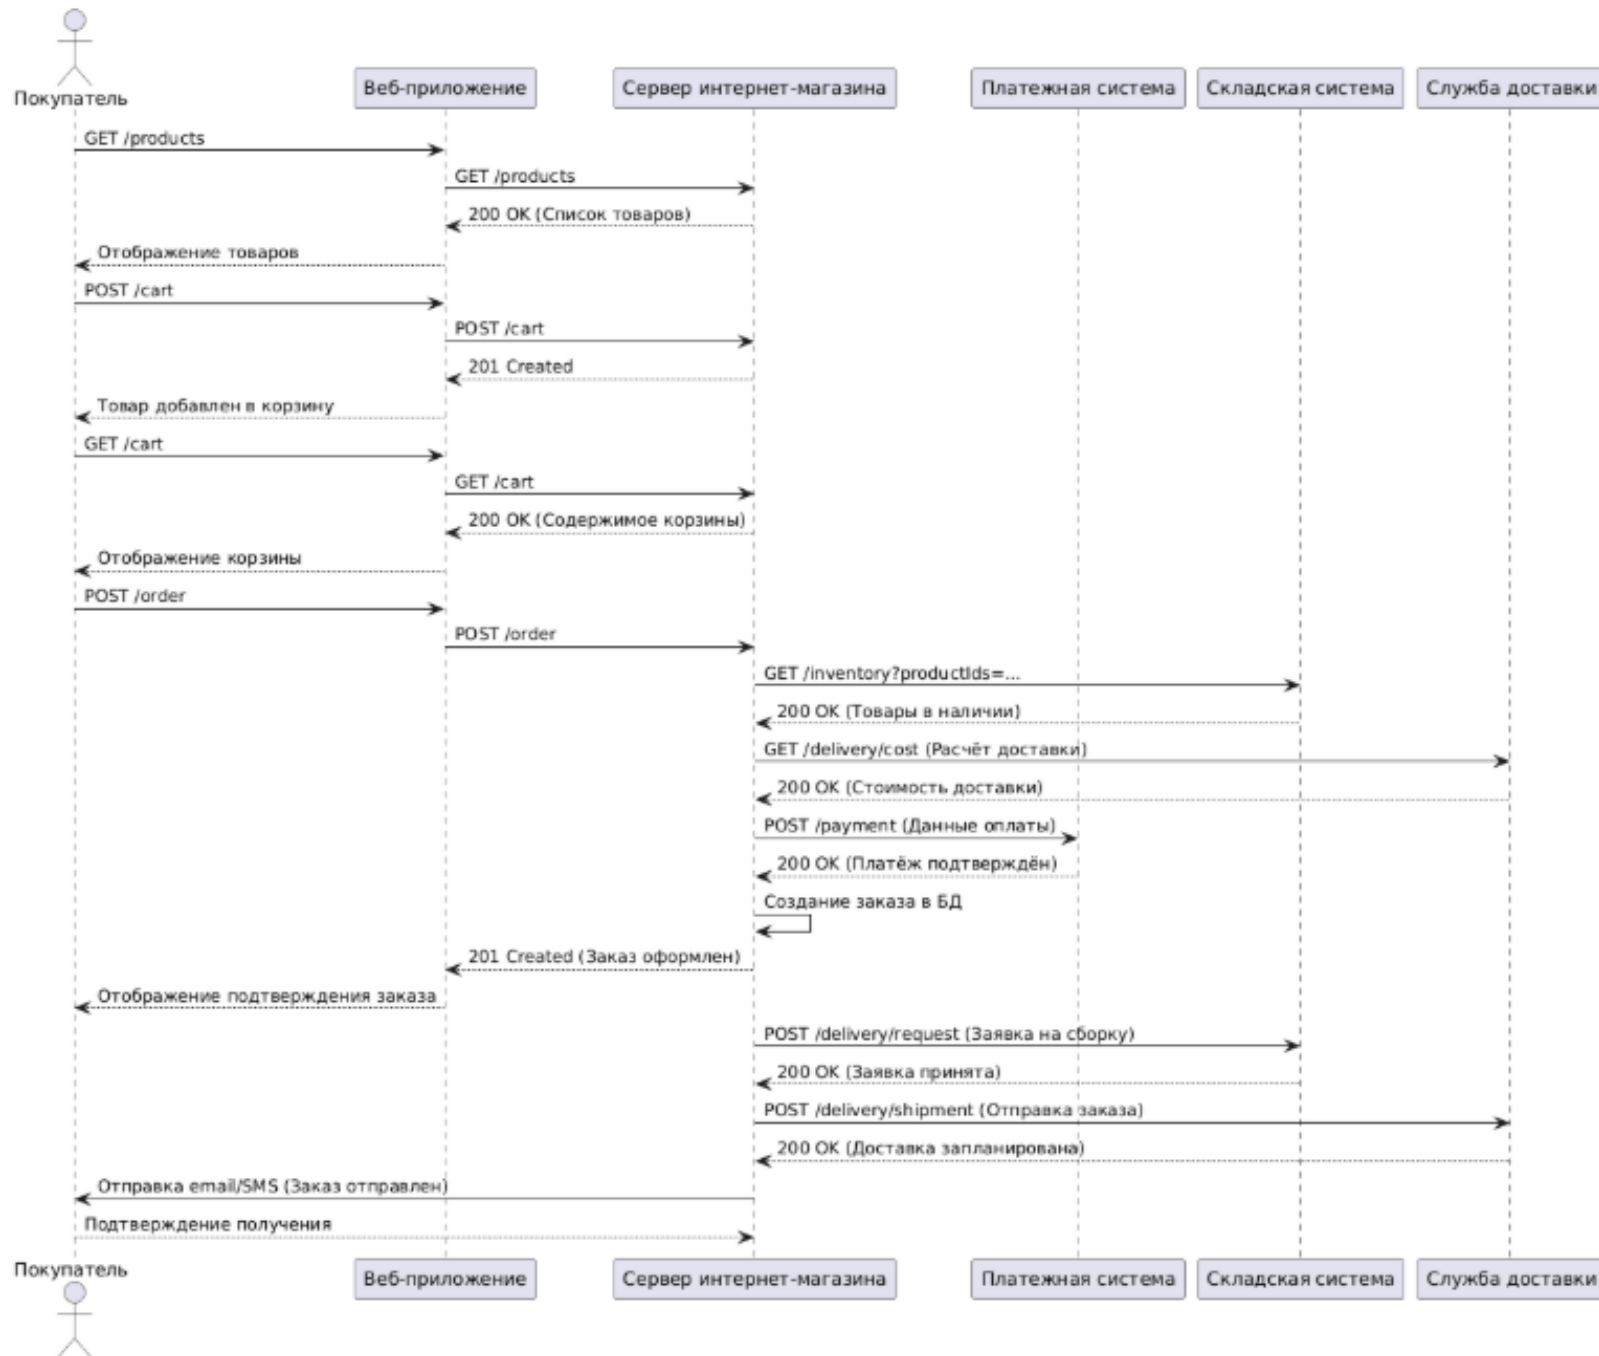 Покупатель
Веб-приложение
Сервер интернет-магазина
Платежная система
Складская система
Служба доставки
GET /products
GET /products
200 OK (Список товаров)
Отображение товаров
POST /cart
POST /cart
201 Created
Товар добавлен в корзину
GET /cart
GET /cart
200 OK (Содержимое корзины)
Отображение корзины
POST /order
POST /order
GET /inventory?productIds=...
200 OK (Товары в наличии)
GET /delivery/cost (Расчёт доставки)
200 OK (Стоимость доставки)
POST /payment (Данные оплаты)
200 OK (Платёж подтверждён)
Создание заказа в БД
201 Created (Заказ оформлен)
Отображение подтверждения заказа
POST /delivery/request (Заявка на сборку)
200 OK (Заявка принята)
POST /delivery/shipment (Отправка заказа)
200 OK (Доставка запланирована)
Отправка email/SMS (Заказ отправлен)
Подтверждение получения
Покупатель
Веб-приложение
Сервер интернет-магазина
Платежная система
Складская система
Служба доставки